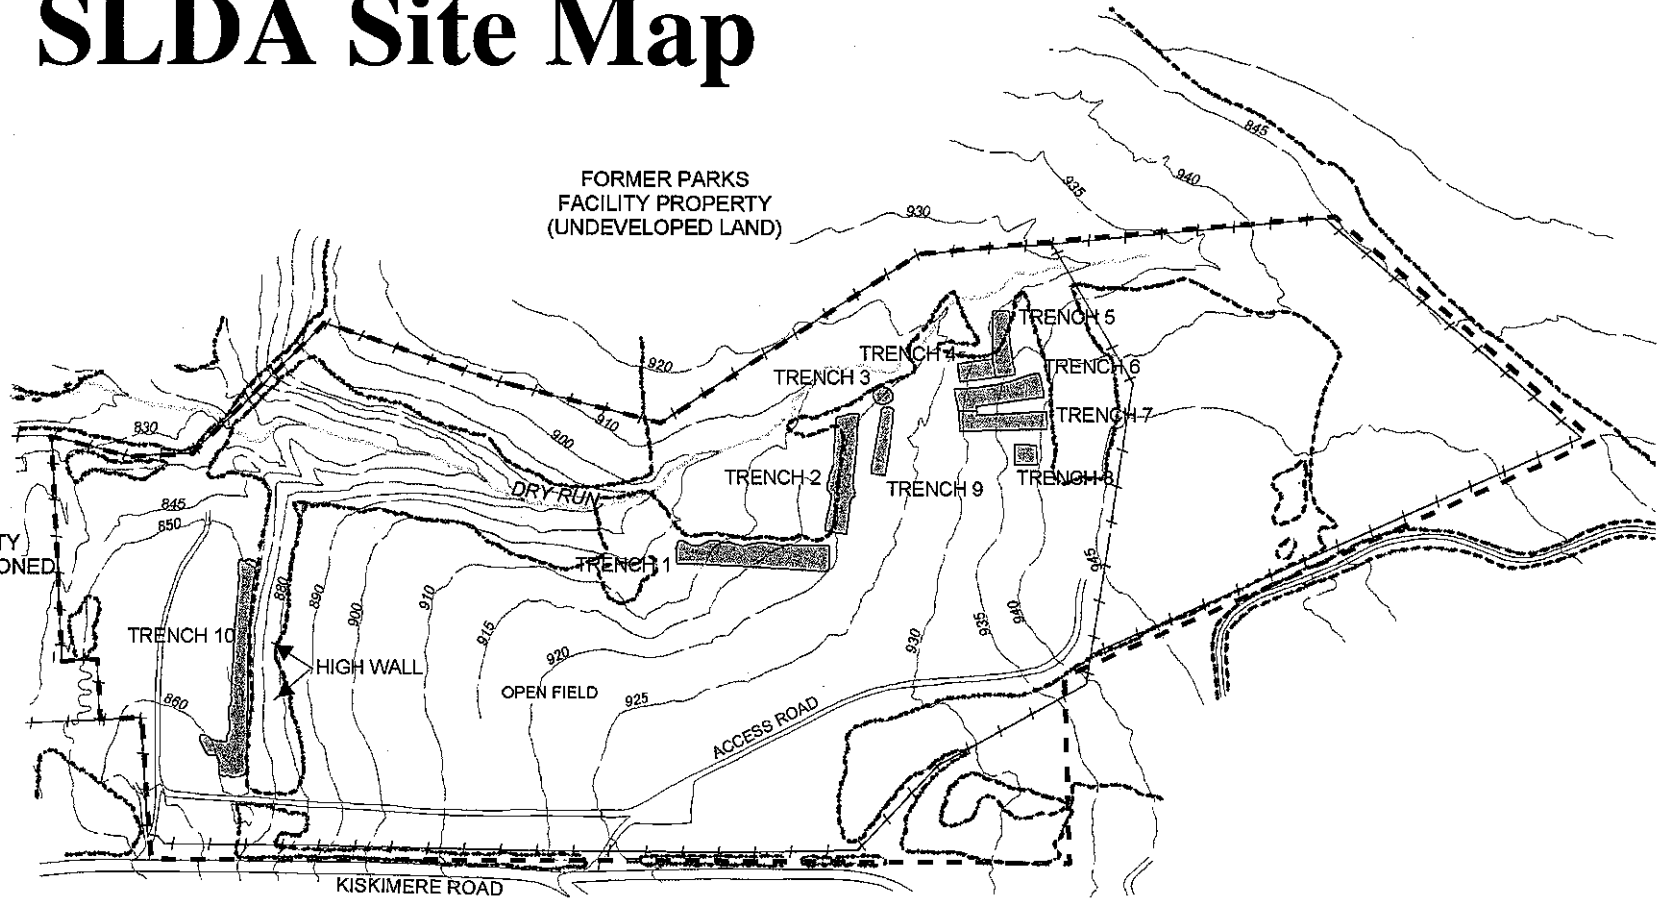 SLDA Site Map
FORMER PARKS
FACILITY PROPERTY
(UNDEVELOPED LAND)
845
940
935
930
TRENCH 5
TRENCH 4
TRENCH 6
920
TRENCH 3
TRENCH 7
910
900
830
TRENCH 2
TRENCH 8
TRENCH 9
DRY RUN
845
850
TY
ONED
TRENCH 1
945
880
890
900
910
915
920
925
930
935
940
TRENCH 10
HIGH WALL
OPEN FIELD
860
ACCESS ROAD
KISKIMERE ROAD